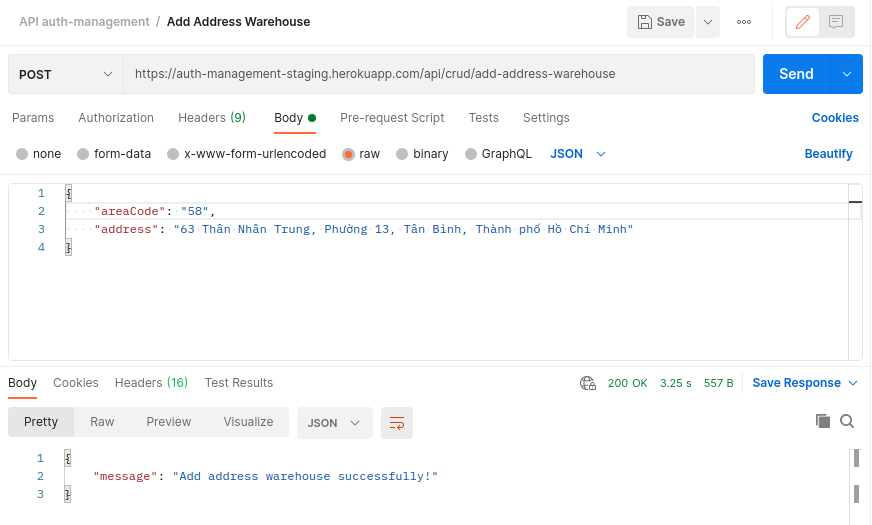 API auth-management / Add Address Warehouse
Save
POST
https://auth-management-staging.herokuapp.com/api/crud/add-address-warehouse
Send
Params Authorization Headers (9) Body Pre-request Script Tests Settings Cookies
none form-data x-www-form-urlencoded raw binary GraphQL JSON Beautify
1 {
2 "areaCode": "58",
3 "address": "63 Thân Nhân Trung, Phường 13, Tân Bình, Thành phố Hồ Chí Minh"
4 }
Body Cookies Headers (16) Test Results 200 OK 3.25 s 557 B Save Response
Pretty Raw Preview Visualize JSON
1 {
2 "message": "Add address warehouse successfully!"
3 }